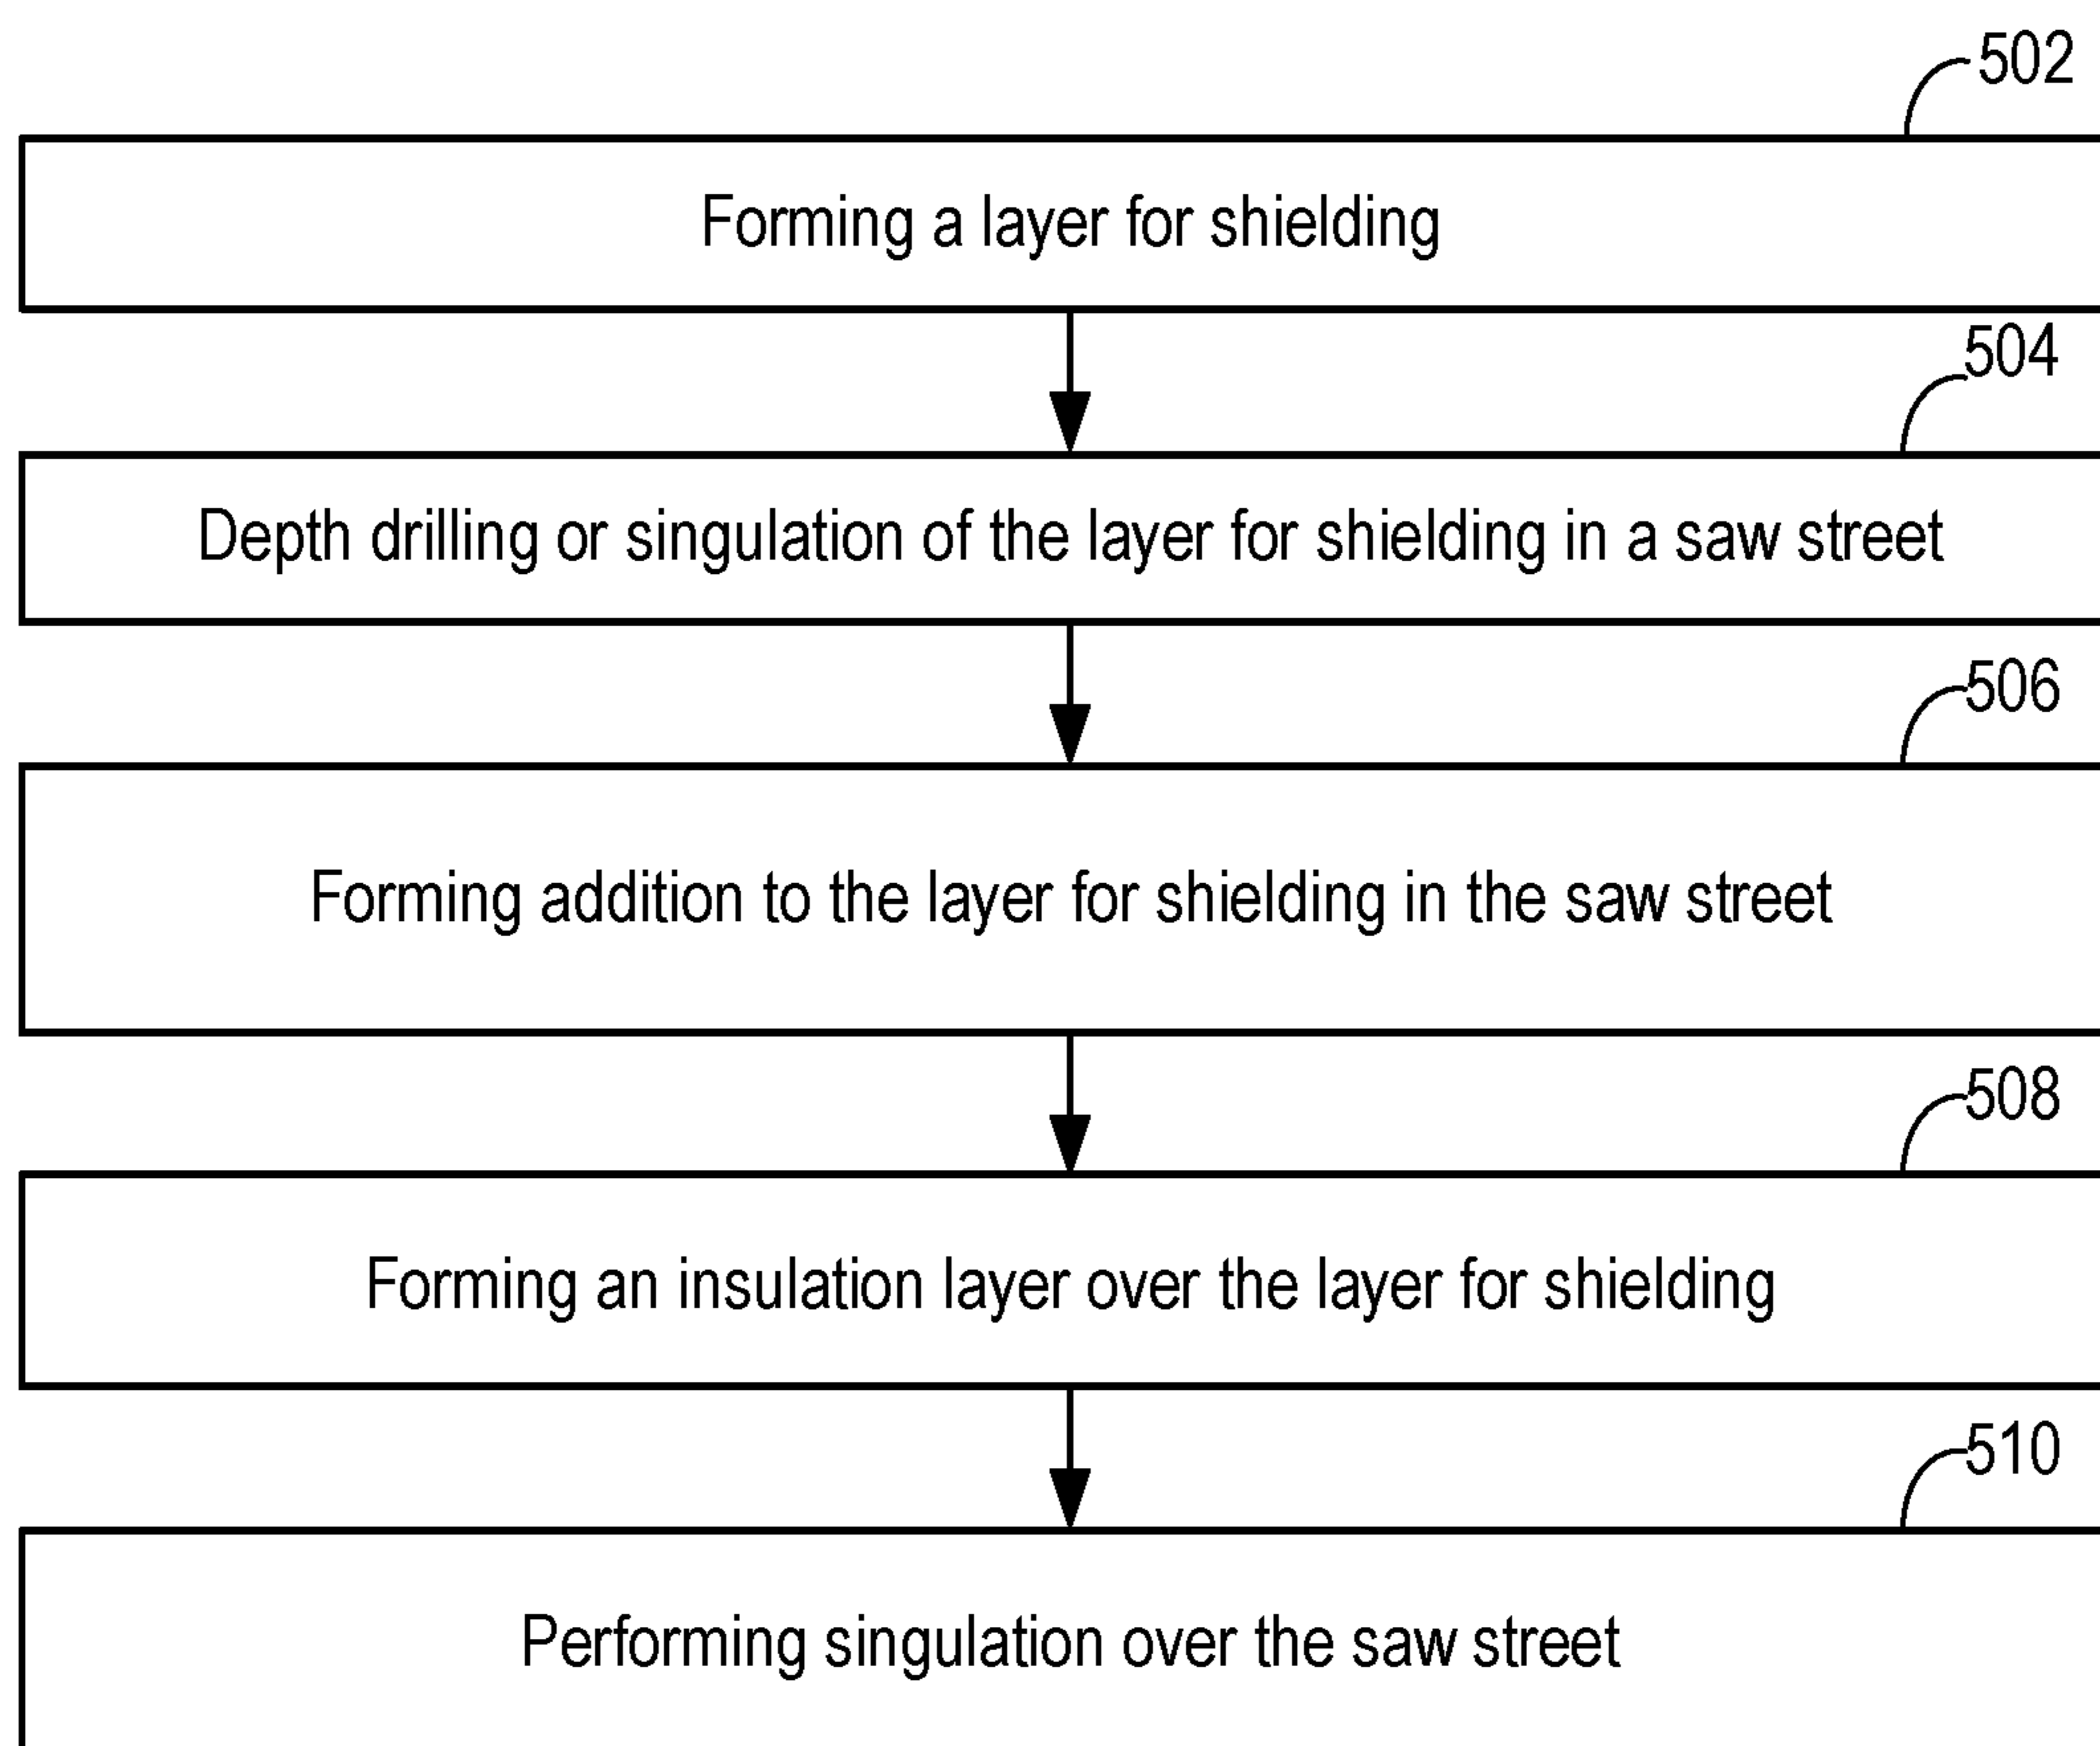 502
Forming a layer for shielding
504
Depth drilling or singulation of the layer for shielding in a saw street
506
Forming addition to the layer for shielding in the saw street
508
Forming an insulation layer over the layer for shielding
510
Performing singulation over the saw street